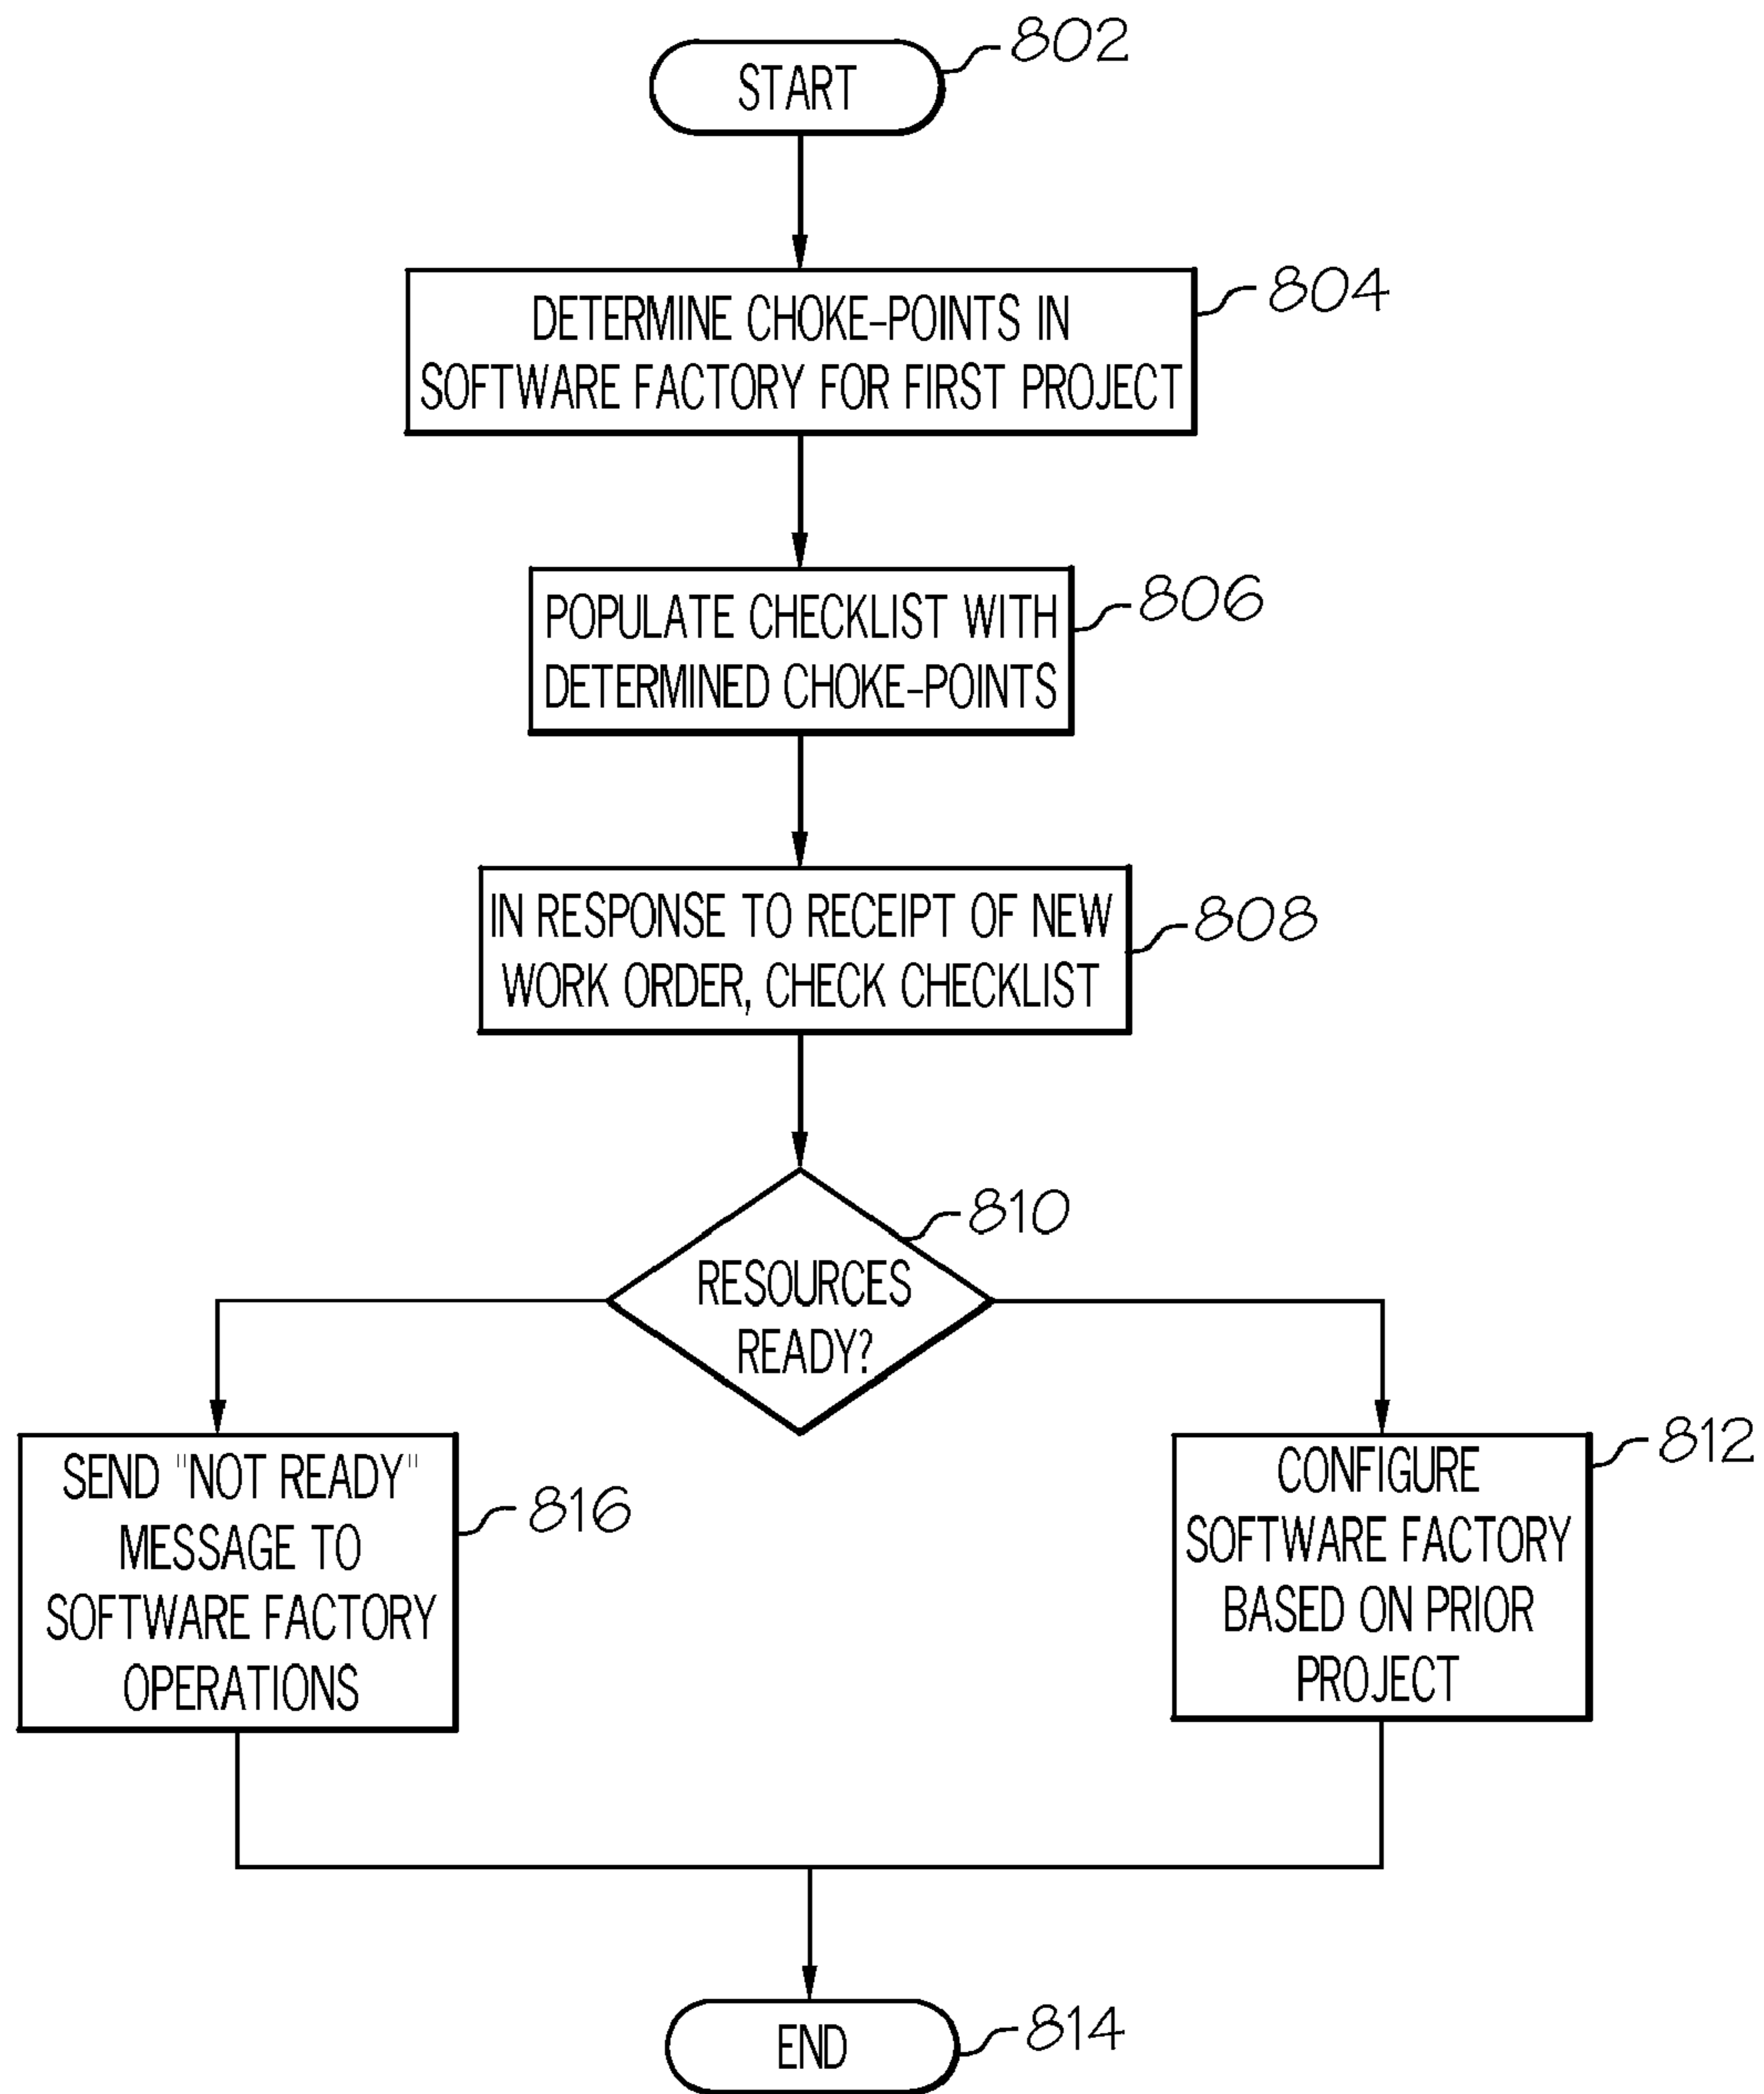 START
802
DETERMINE CHOKE-POINTS IN
SOFTWARE FACTORY FOR FIRST PROJECT
804
POPULATE CHECKLIST WITH
DETERMINED CHOKE-POINTS
806
IN RESPONSE TO RECEIPT OF NEW
WORK ORDER, CHECK CHECKLIST
808
RESOURCES
READY?
810
SEND "NOT READY"
MESSAGE TO
SOFTWARE FACTORY
OPERATIONS
816
CONFIGURE
SOFTWARE FACTORY
BASED ON PRIOR
PROJECT
812
END
814